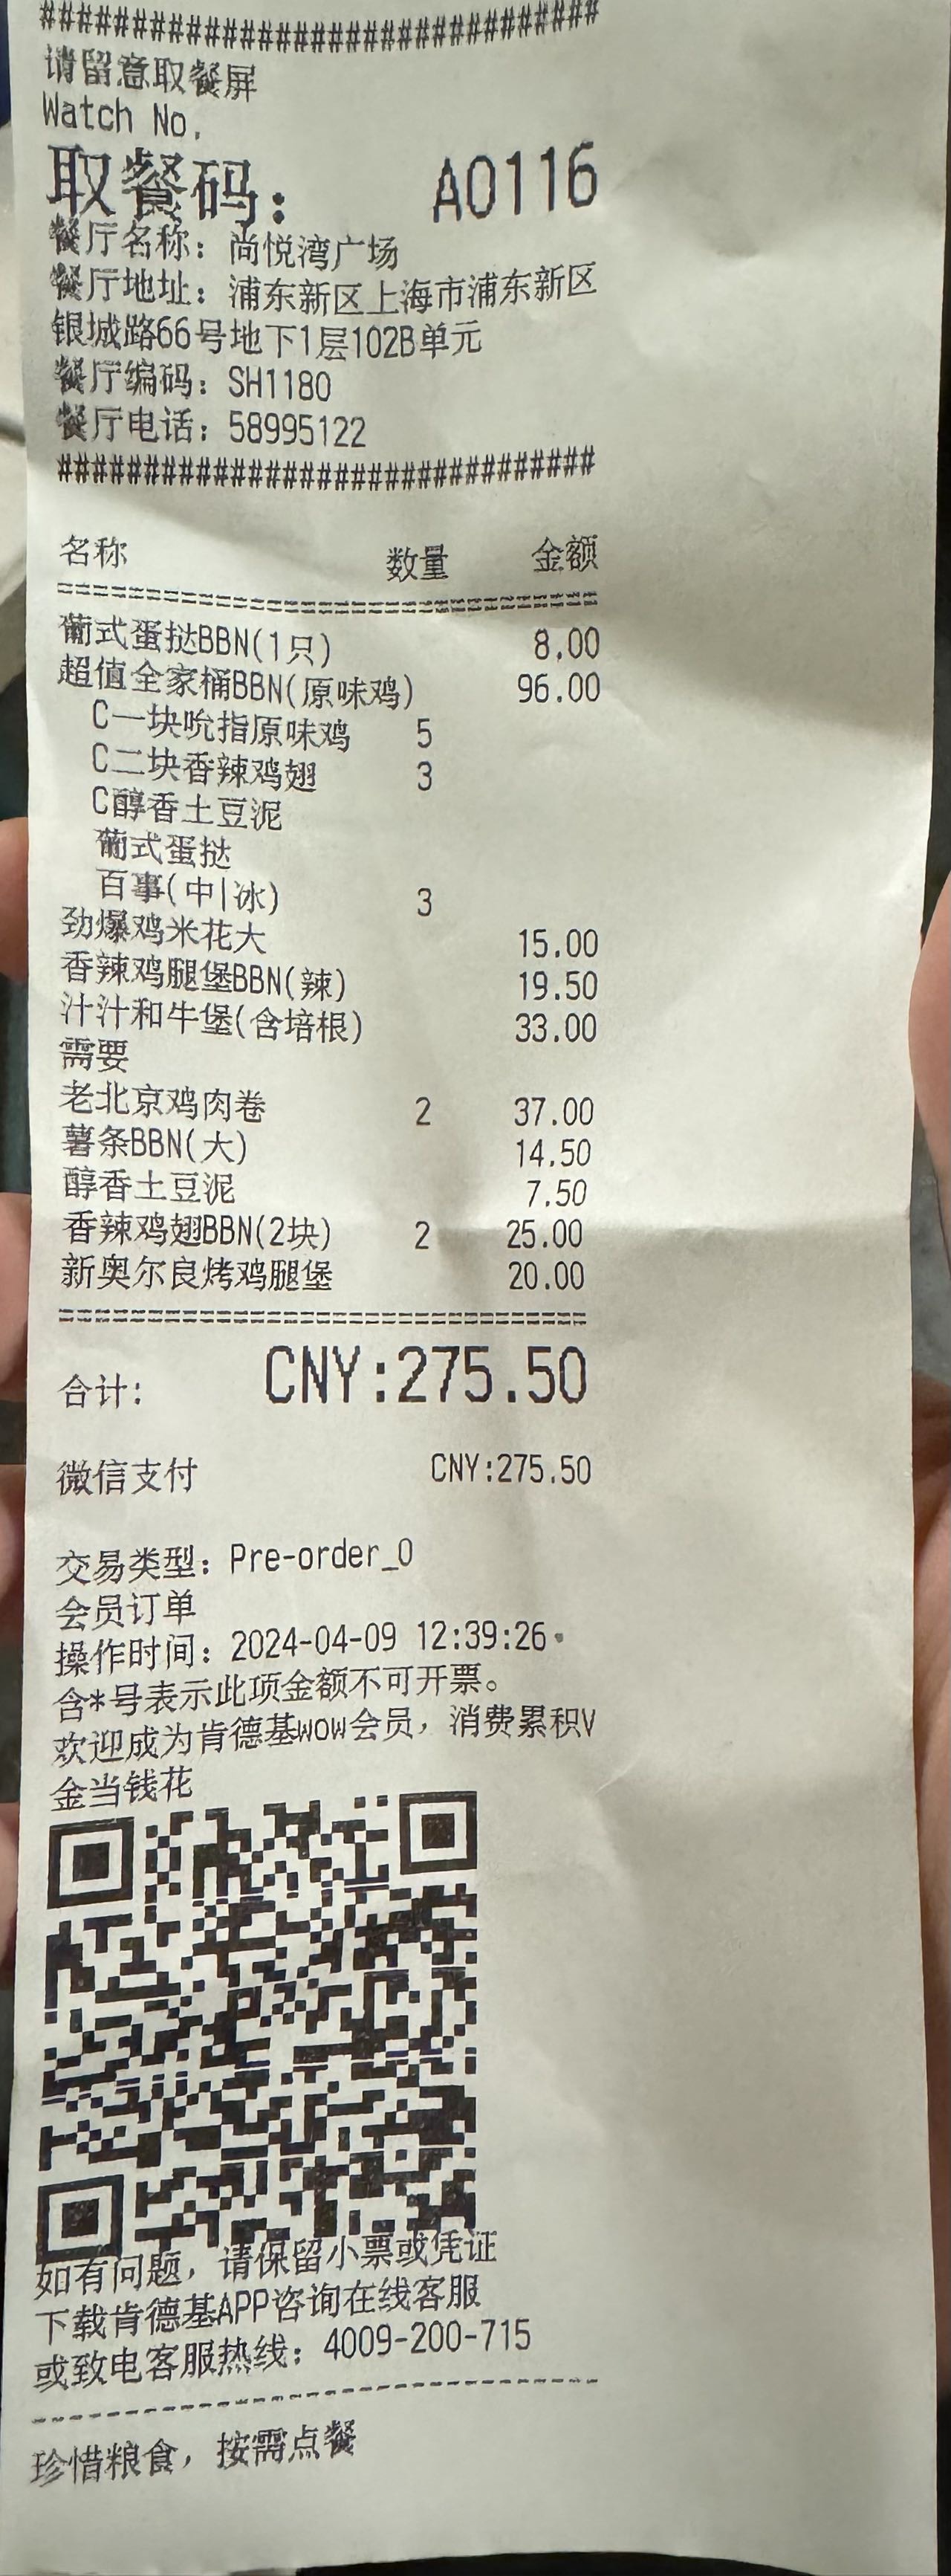 ################################
请留意取餐屏
Watch No.
取餐码： A0116
餐厅名称：尚悦湾广场
餐厅地址：浦东新区上海市浦东新区
银城路66号地下1层102B单元
餐厅编码：SH1180
餐厅电话：58995122
################################
名称 数量 金额
================================
葡式蛋挞BBN(1只) 8.00
超值全家桶BBN(原味鸡) 96.00
C一块吮指原味鸡 5
C二块香辣鸡翅 3
C醇香土豆泥
葡式蛋挞
百事(中|冰) 3
劲爆鸡米花大 15.00
香辣鸡腿堡BBN(辣) 19.50
汁汁和牛堡(含培根) 33.00
需要
老北京鸡肉卷 2 37.00
薯条BBN(大) 14.50
醇香土豆泥 7.50
香辣鸡翅BBN(2块) 2 25.00
新奥尔良烤鸡腿堡 20.00
================================
合计: CNY:275.50
微信支付 CNY:275.50
交易类型：Pre-order_0
会员订单
操作时间：2024-04-09 12:39:26
含*号表示此项金额不可开票。
欢迎成为肯德基WOW会员，消费累积V
金当钱花
如有问题，请保留小票或凭证
下载肯德基APP咨询在线客服
或致电客服热线：4009-200-715
--------------------------------
珍惜粮食，按需点餐